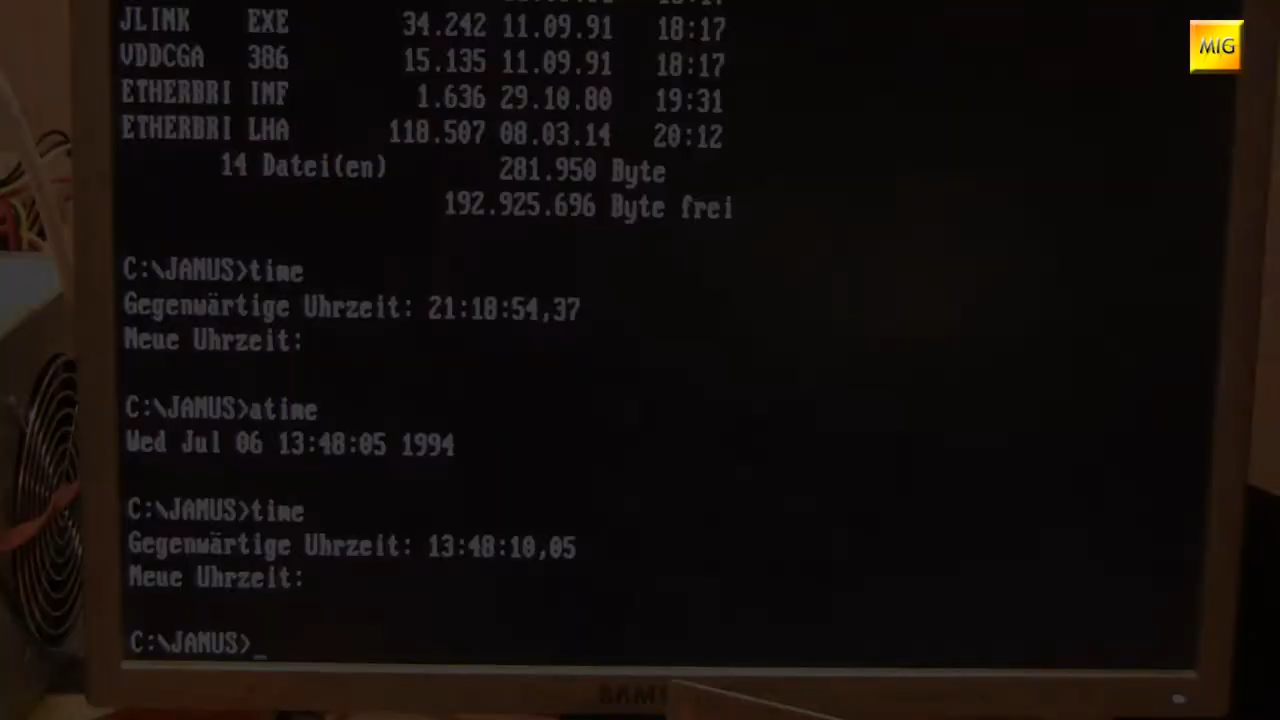 MIG
JLINK EXE 34.242 11.09.91 18:17
VDDCGA 386 15.135 11.09.91 18:17
ETHERBRI INF 1.636 29.10.80 19:31
ETHERBRI LHA 118.507 08.03.14 20:12
14 Datei(en) 281.950 Byte
192.925.696 Byte frei
C:\JANUS>time
Gegenwärtige Uhrzeit: 21:18:54,37
Neue Uhrzeit:
C:\JANUS>atime
Wed Jul 06 13:48:05 1994
C:\JANUS>time
Gegenwärtige Uhrzeit: 13:48:10,05
Neue Uhrzeit:
C:\JANUS>_